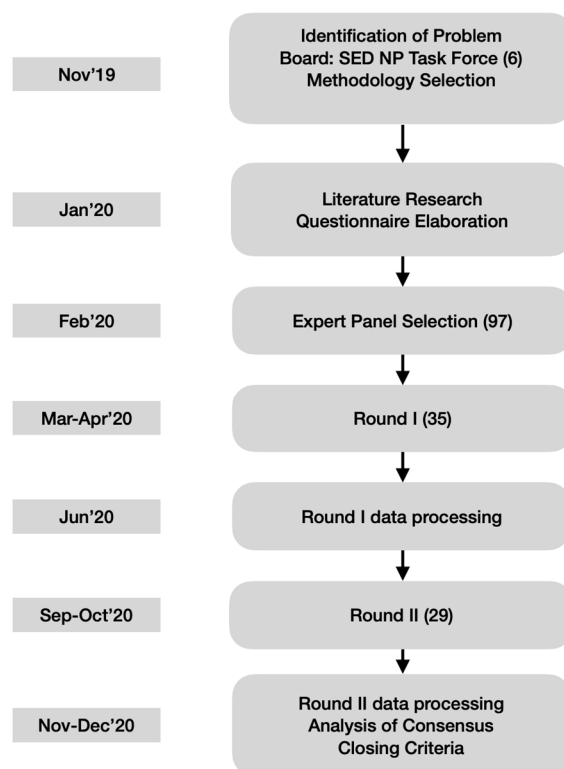 Nov’19
Identification of Problem
Board: SED NP Task Force (6)
Methodology Selection
Jan’20
Literature Research
Questionnaire Elaboration
Feb’20
Expert Panel Selection (97)
Mar-Apr’20
Round I (35)
Jun’20
Round I data processing
Sep-Oct’20
Round II (29)
Nov-Dec’20
Round II data processing
Analysis of Consensus
Closing Criteria